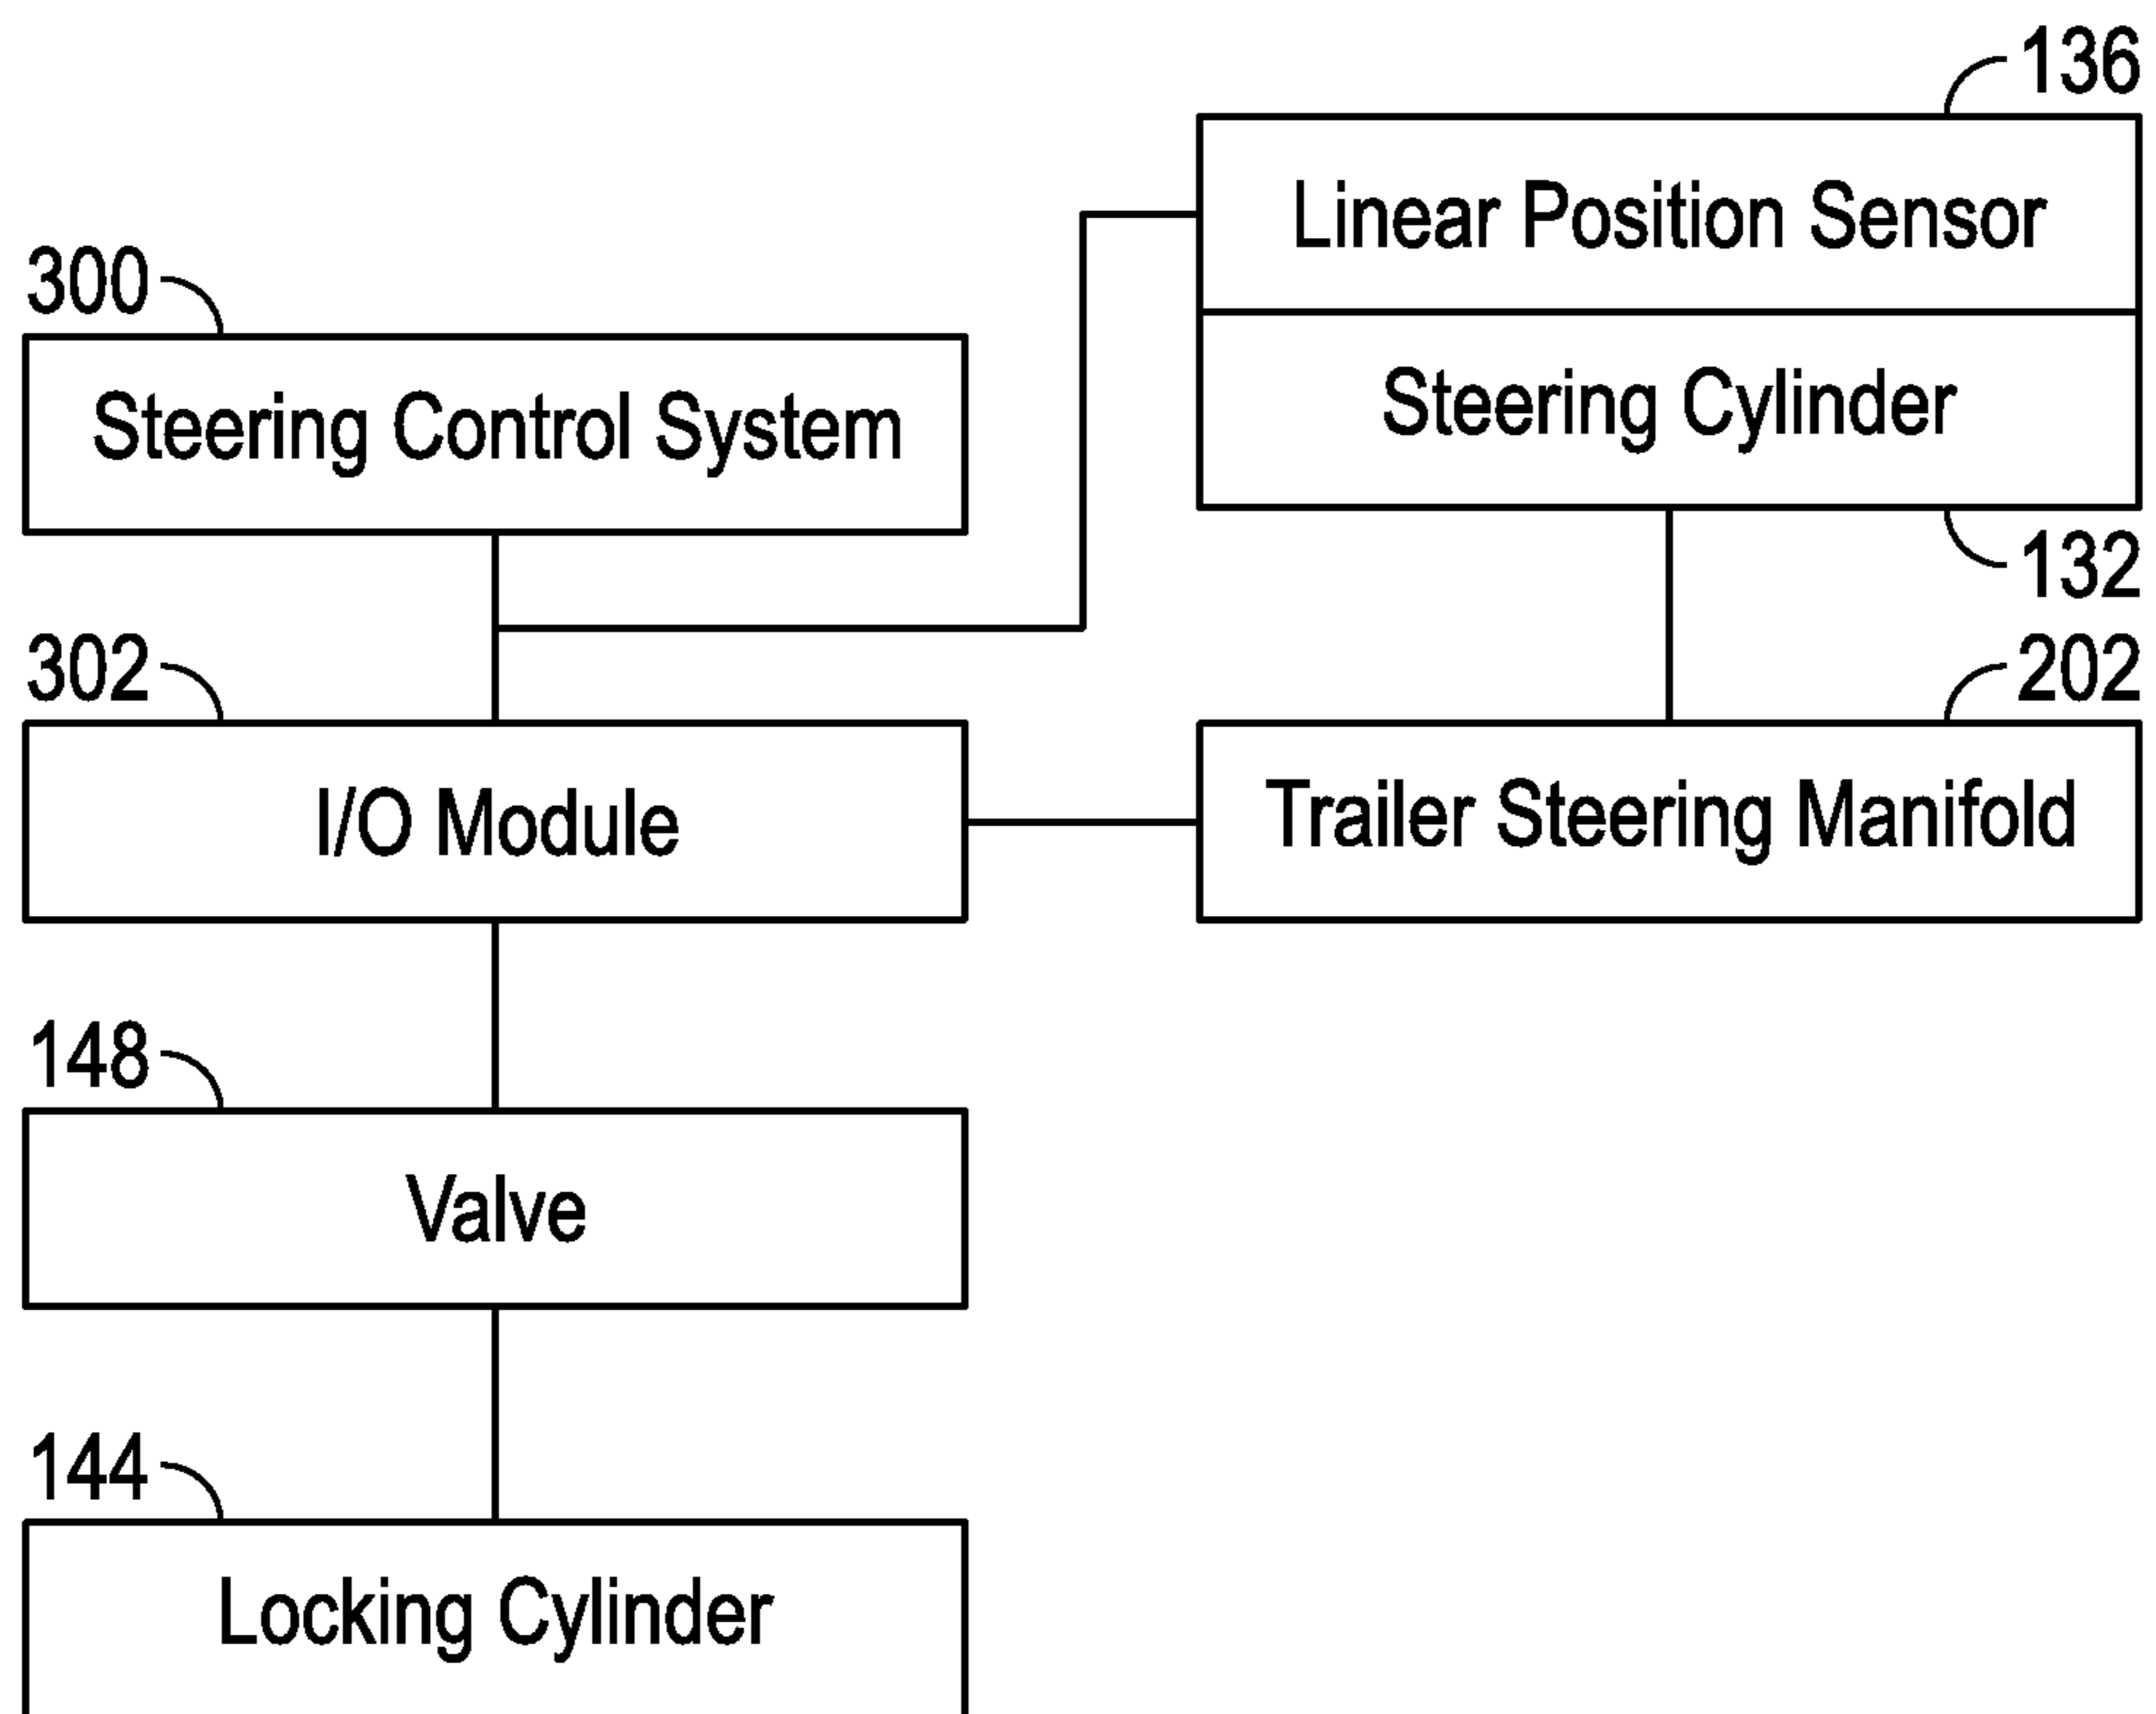 136
Linear Position Sensor
300
Steering Control System
Steering Cylinder
132
302
202
I/O Module
Trailer Steering Manifold
148
Valve
144
Locking Cylinder